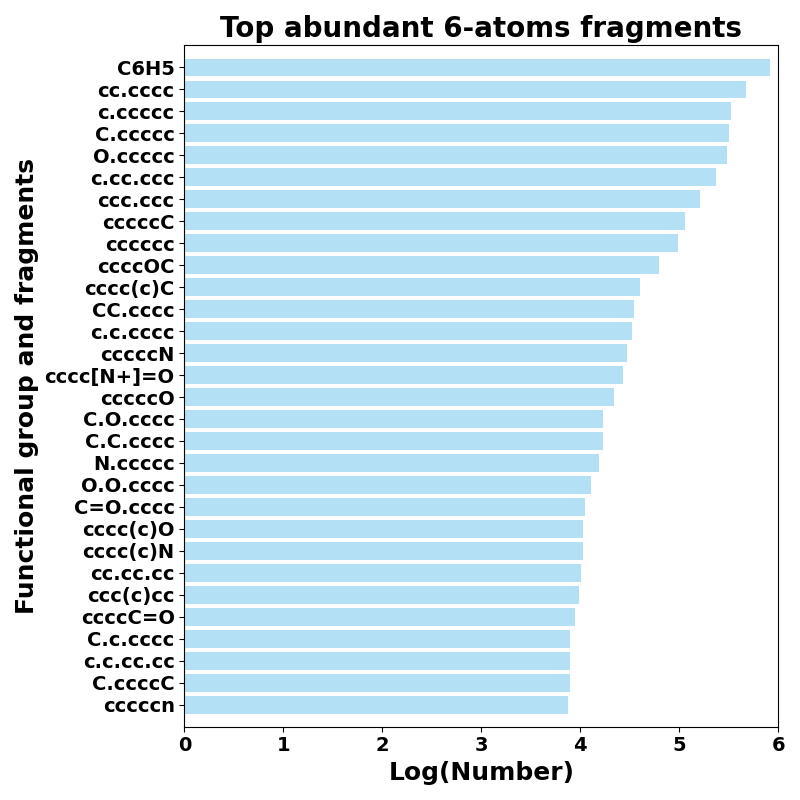 Top abundant 6-atoms fragments
Functional group and fragments
C6H5
cc.cccc
c.ccccc
C.ccccc
O.ccccc
c.cc.ccc
ccc.ccc
cccccC
cccccc
ccccOC
cccc(c)C
CC.cccc
c.c.cccc
cccccN
cccc[N+]=O
cccccO
C.O.cccc
C.C.cccc
N.ccccc
O.O.cccc
C=O.cccc
cccc(c)O
cccc(c)N
cc.cc.cc
ccc(c)cc
ccccC=O
C.c.cccc
c.c.cc.cc
C.ccccC
cccccn
0 1 2 3 4 5 6
Log(Number)